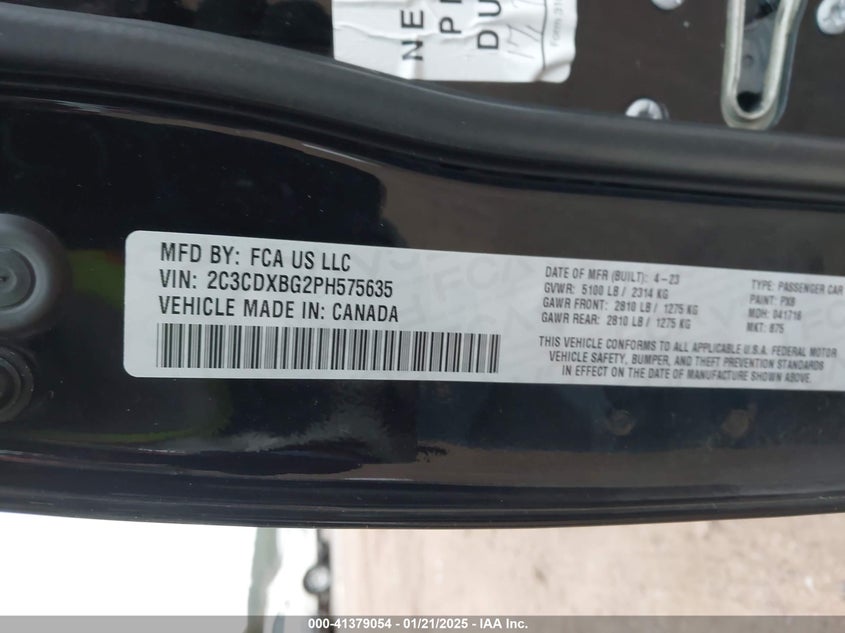 NE
P
DU
MFD BY: FCA US LLC
VIN: 2C3CDXBG2PH575635
VEHICLE MADE IN: CANADA
DATE OF MFR (BUILT): 4-23
GVWR: 5100 LB / 2314 KG
GAWR FRONT: 2810 LB / 1275 KG
GAWR REAR: 2810 LB / 1275 KG
TYPE: PASSENGER CAR
PAINT: PX8
MDH: 041716
MKT: 875
THIS VEHICLE CONFORMS TO ALL APPLICABLE U.S.A. FEDERAL MOTOR
VEHICLE SAFETY, BUMPER, AND THEFT PREVENTION STANDARDS
IN EFFECT ON THE DATE OF MANUFACTURE SHOWN ABOVE.
000-41379054 - 01/21/2025 - IAA Inc.